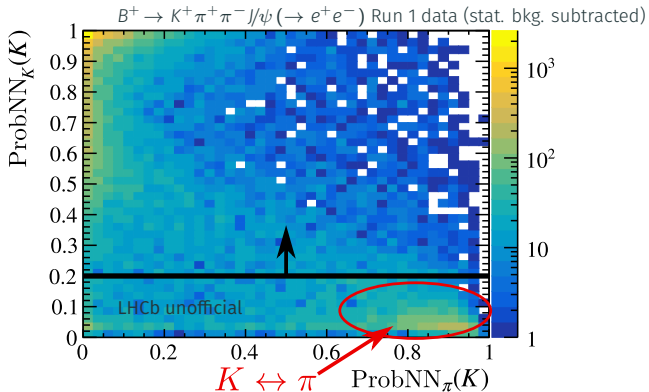 B⁺ → K⁺π⁺π⁻ J/ψ (→ e⁺e⁻) Run 1 data (stat. bkg. subtracted)
ProbNN_K(K)
1
0.9
0.8
0.7
0.6
0.5
0.4
0.3
0.2
0.1
0
LHCb unofficial
0 0.2 0.4 0.6 0.8 1
K ↔ π
ProbNN_π(K)
10³
10²
10
1